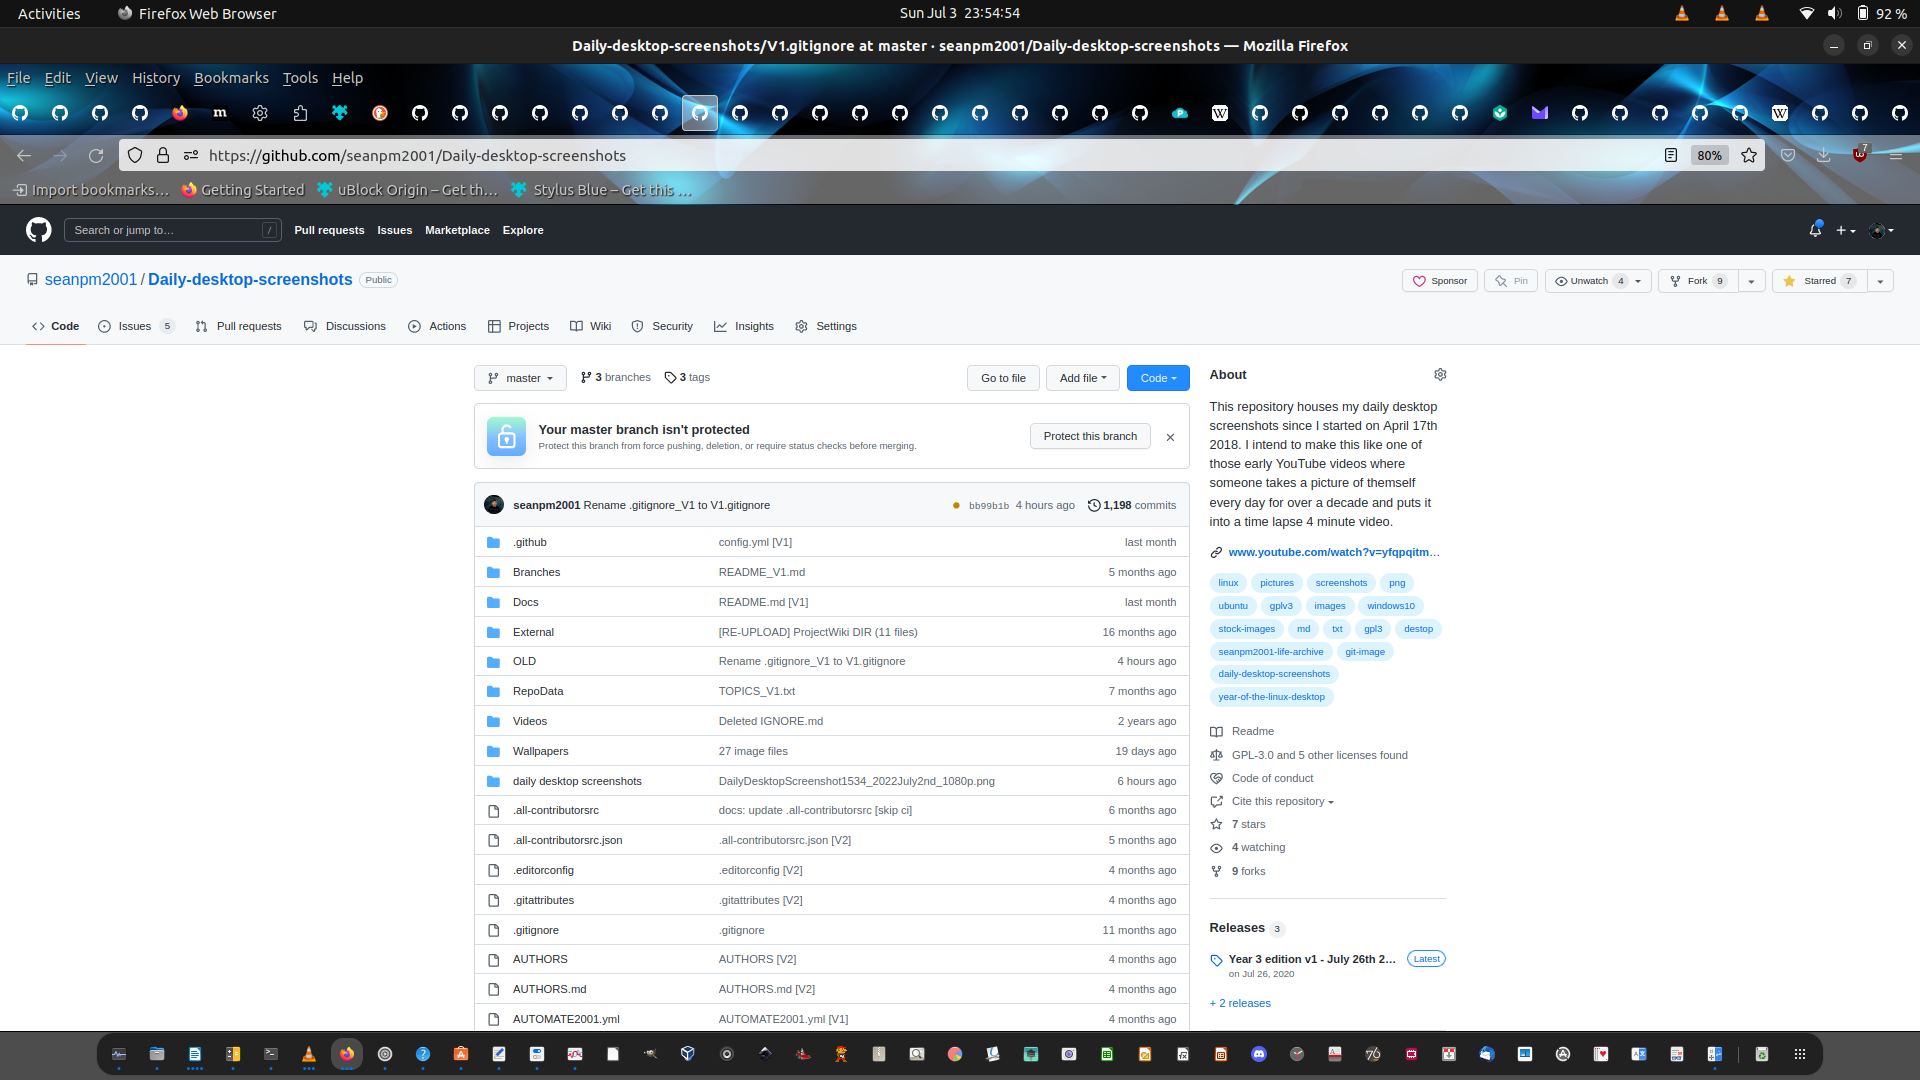 Activities Firefox Web Browser Sun Jul 3 23:54:54 92 %
Daily-desktop-screenshots/V1.gitignore at master · seanpm2001/Daily-desktop-screenshots — Mozilla Firefox
File Edit View History Bookmarks Tools Help
https://github.com/seanpm2001/Daily-desktop-screenshots 80% 7
Import bookmarks… Getting Started uBlock Origin – Get th… Stylus Blue – Get this …
Search or jump to… / Pull requests Issues Marketplace Explore
seanpm2001 / Daily-desktop-screenshots Public Sponsor Pin Unwatch 4 Fork 9 Starred 7
Code Issues 5 Pull requests Discussions Actions Projects Wiki Security Insights Settings
master 3 branches 3 tags Go to file Add file Code
Your master branch isn't protected
Protect this branch from force pushing, deletion, or require status checks before merging.
Protect this branch
seanpm2001 Rename .gitignore_V1 to V1.gitignore bb99b1b 4 hours ago 1,198 commits
.github config.yml [V1] last month
Branches README_V1.md 5 months ago
Docs README.md [V1] last month
External [RE-UPLOAD] ProjectWiki DIR (11 files) 16 months ago
OLD Rename .gitignore_V1 to V1.gitignore 4 hours ago
RepoData TOPICS_V1.txt 7 months ago
Videos Deleted IGNORE.md 2 years ago
Wallpapers 27 image files 19 days ago
daily desktop screenshots DailyDesktopScreenshot1534_2022July2nd_1080p.png 6 hours ago
.all-contributorsrc docs: update .all-contributorsrc [skip ci] 6 months ago
.all-contributorsrc.json .all-contributorsrc.json [V2] 5 months ago
.editorconfig .editorconfig [V2] 4 months ago
.gitattributes .gitattributes [V2] 4 months ago
.gitignore .gitignore 11 months ago
AUTHORS AUTHORS [V2] 4 months ago
AUTHORS.md AUTHORS.md [V2] 4 months ago
AUTOMATE2001.yml AUTOMATE2001.yml [V1] 4 months ago
About
This repository houses my daily desktop
screenshots since I started on April 17th
2018. I intend to make this like one of
those early YouTube videos where
someone takes a picture of themself
every day for over a decade and puts it
into a time lapse 4 minute video.
www.youtube.com/watch?v=yfqpqitm…
linux pictures screenshots png
ubuntu gplv3 images windows10
stock-images md txt gpl3 destop
seanpm2001-life-archive git-image
daily-desktop-screenshots
year-of-the-linux-desktop
Readme
GPL-3.0 and 5 other licenses found
Code of conduct
Cite this repository
7 stars
4 watching
9 forks
Releases 3
Year 3 edition v1 - July 26th 2… Latest
on Jul 26, 2020
+ 2 releases